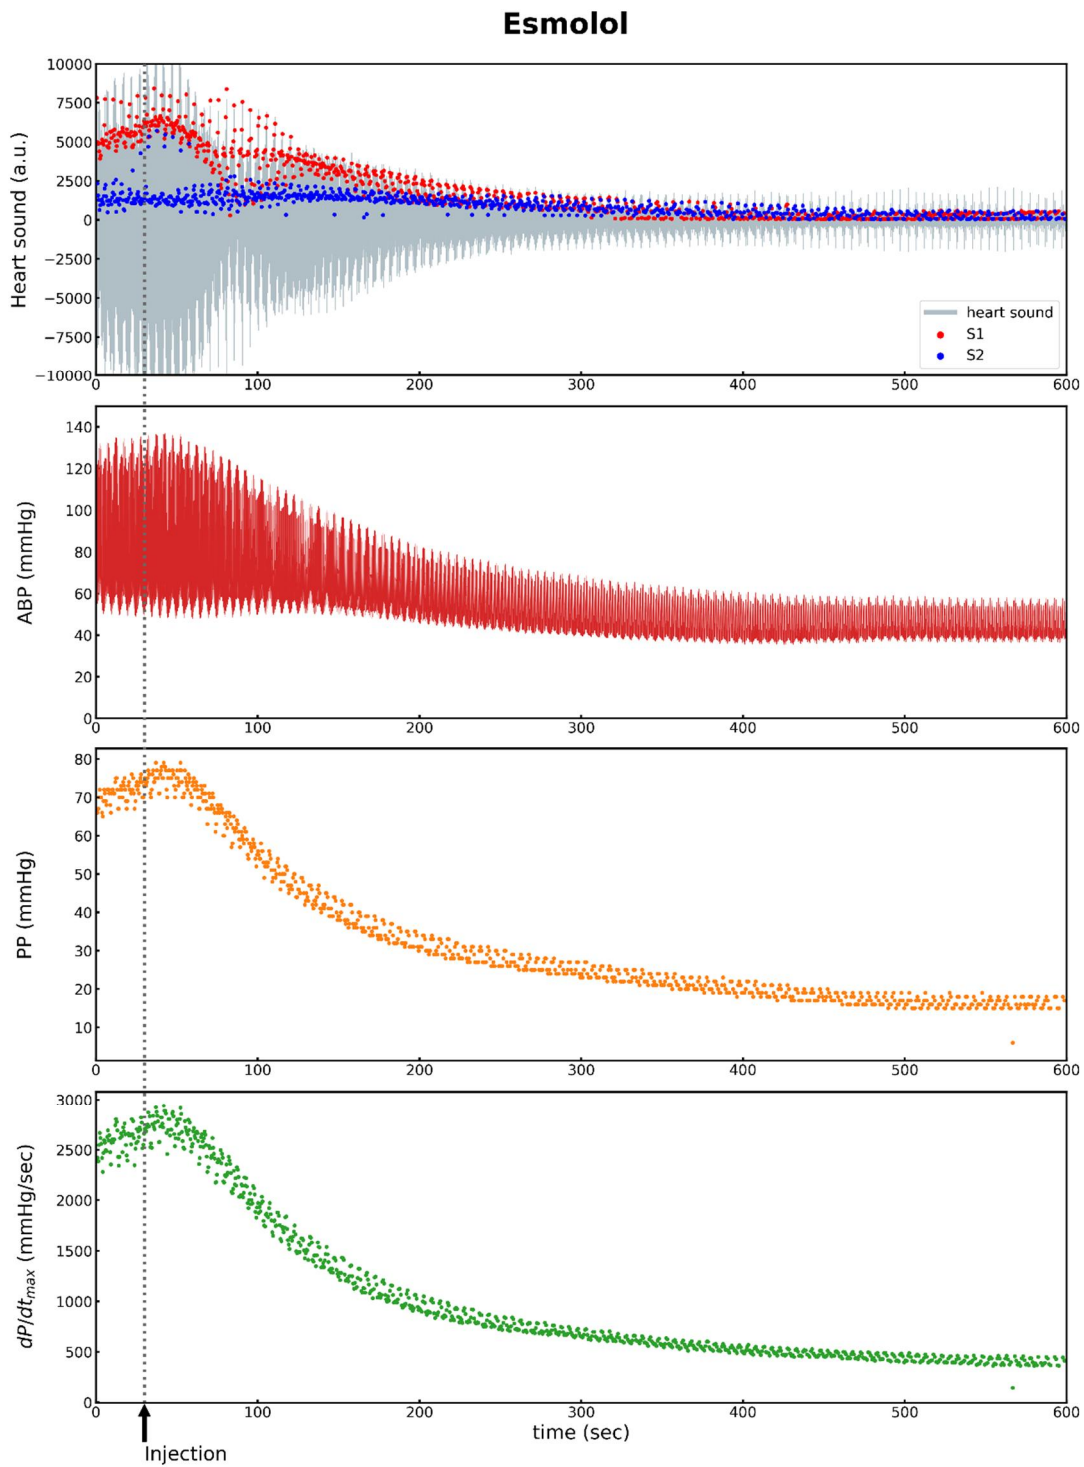 Esmolol
Heart sound (a.u.)
10000
7500
5000
2500
0
−2500
−5000
−7500
−10000
heart sound
S1
S2
0 100 200 300 400 500 600
ABP (mmHg)
140
120
100
80
60
40
20
0
0 100 200 300 400 500 600
PP (mmHg)
80
70
60
50
40
30
20
10
0 100 200 300 400 500 600
dP/dtmax (mmHg/sec)
3000
2500
2000
1500
1000
500
0
0 100 200 300 400 500 600
time (sec)
Injection